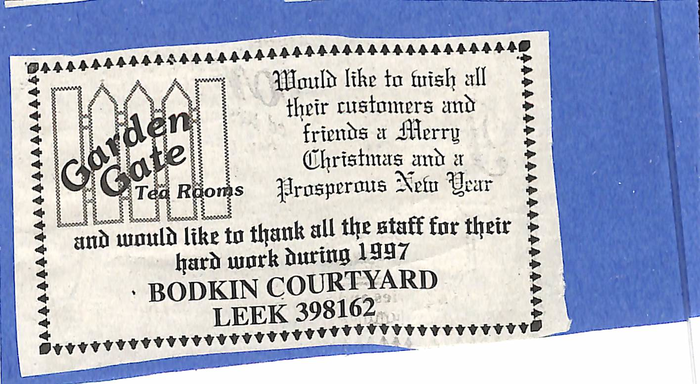 Garden
Gate
Tea Rooms
Would like to wish all
their customers and
friends a Merry
Christmas and a
Prosperous New Year
and would like to thank all the staff for their
hard work during 1997
BODKIN COURTYARD
LEEK 398162